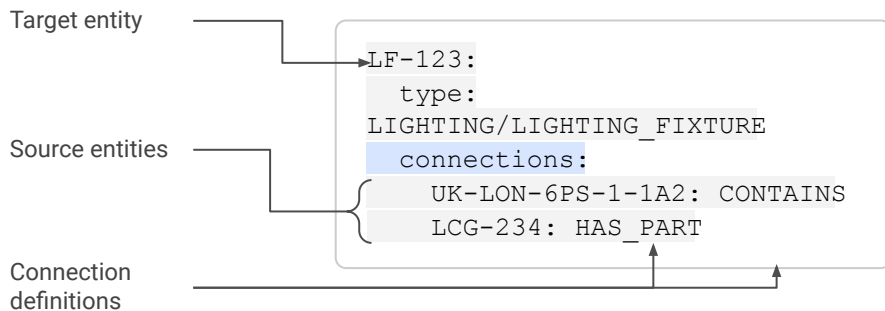 Target entity
LF-123:
type:
LIGHTING/LIGHTING_FIXTURE
Source entities
connections:
UK-LON-6PS-1-1A2: CONTAINS
LCG-234: HAS_PART
Connection
definitions